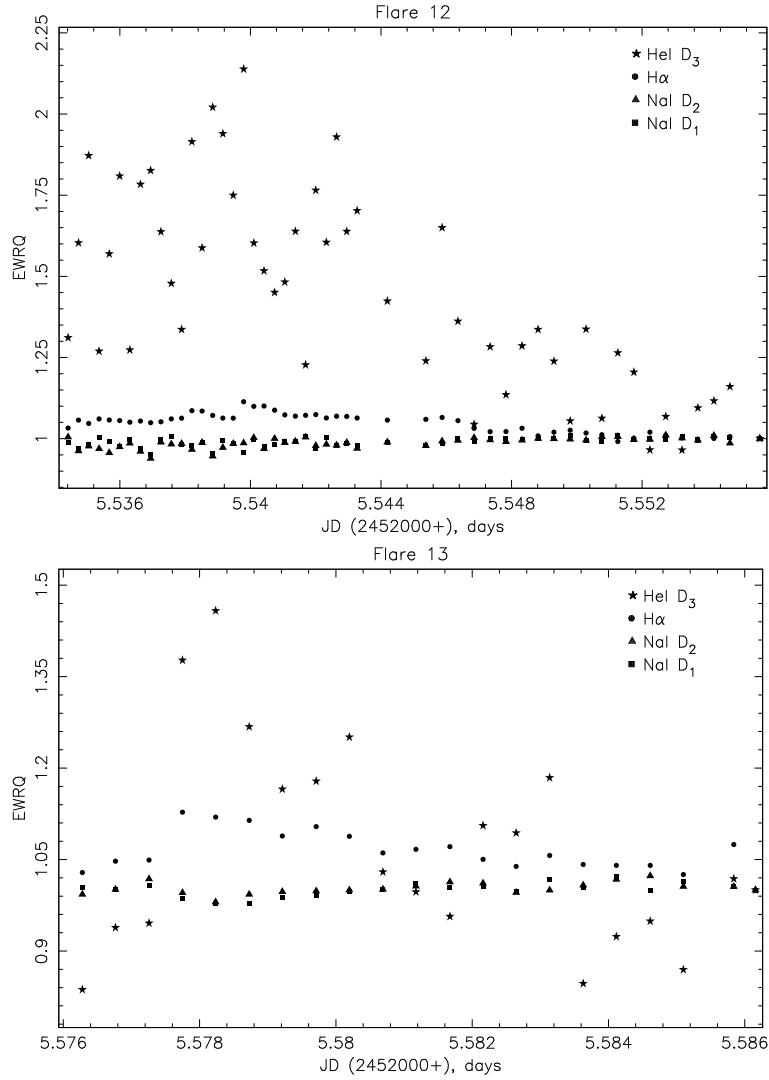 Flare 12
2.25
2
1.75
1.5
1.25
1
EWRQ
HeI D3
Hα
NaI D2
NaI D1
5.536 5.54 5.544 5.548 5.552
JD (2452000+), days
Flare 13
1.5
1.35
1.2
1.05
0.9
EWRQ
HeI D3
Hα
NaI D2
NaI D1
5.576 5.578 5.58 5.582 5.584 5.586
JD (2452000+), days